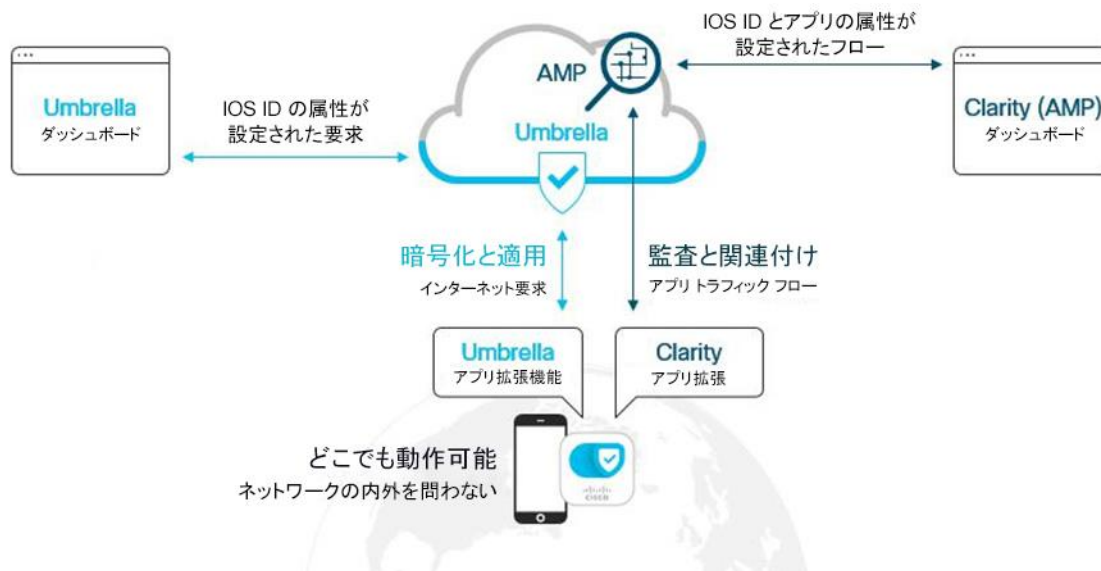 IOS ID とアプリの属性が
設定されたフロー
AMP
Umbrella
ダッシュボード
IOS ID の属性が
設定された要求
Umbrella
Clarity (AMP)
ダッシュボード
暗号化と適用
インターネット要求
監査と関連付け
アプリ トラフィック フロー
Umbrella
アプリ拡張機能
Clarity
アプリ拡張
どこでも動作可能
ネットワークの内外を問わない
CISCO